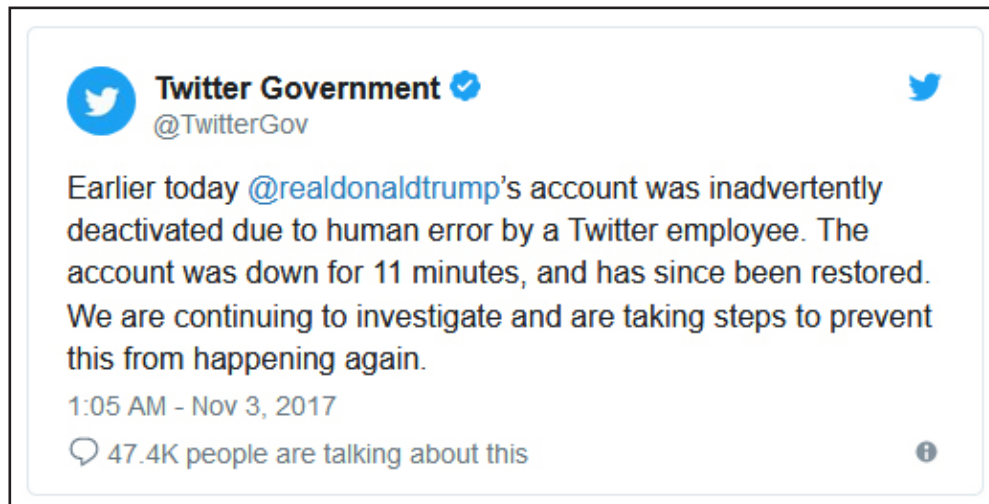 Twitter Government
@TwitterGov
Earlier today @realdonaldtrump's account was inadvertently
deactivated due to human error by a Twitter employee. The
account was down for 11 minutes, and has since been restored.
We are continuing to investigate and are taking steps to prevent
this from happening again.
1:05 AM - Nov 3, 2017
47.4K people are talking about this